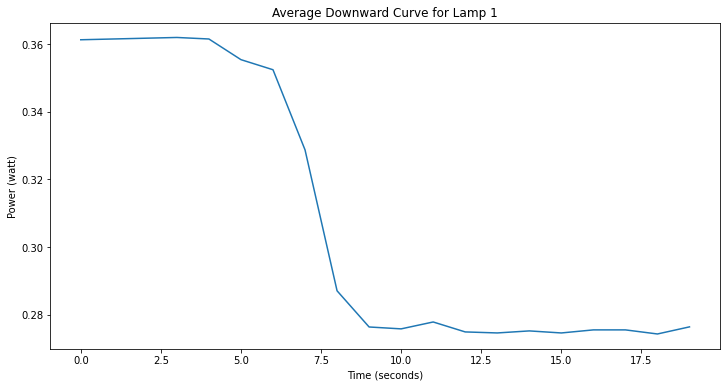 Average Downward Curve for Lamp 1
0.36
0.34
0.32
0.30
0.28
Power (watt)
0.0 2.5 5.0 7.5 10.0 12.5 15.0 17.5
Time (seconds)